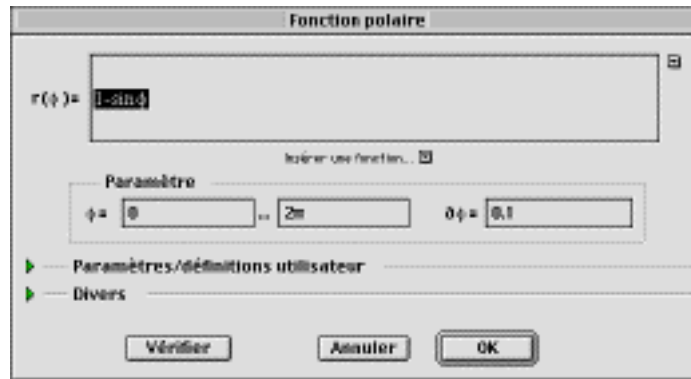 Fonction polaire
r(ϕ)= 1-sinϕ
Insérer une fonction...
Paramètre
ϕ= 0 .. 2π ∂ϕ= 0.1
Paramètres/définitions utilisateur
Divers
Vérifier Annuler OK